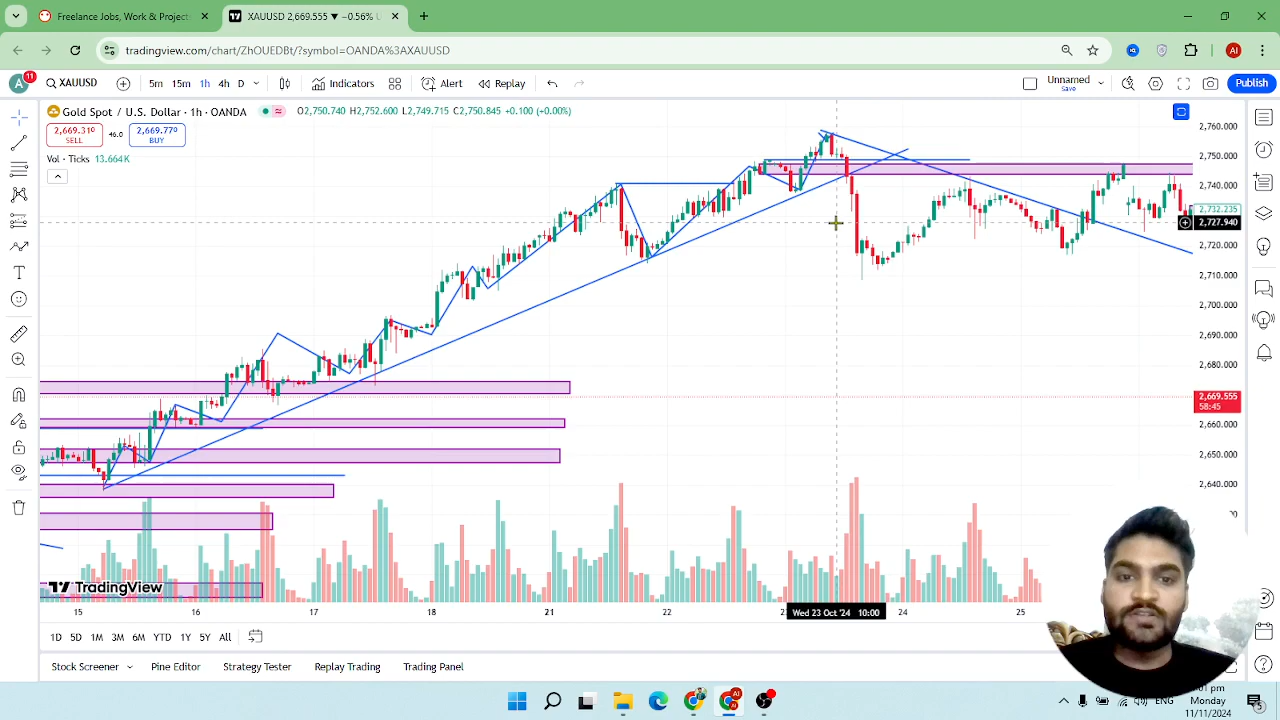 Freelance Jobs, Work & Project
XAUUSD 2,669.555 ▼ −0.56% U
tradingview.com/chart/ZhOUEDBt/?symbol=OANDA%3AXAUUSD
AI
A 11 XAUUSD 5m 15m 1h 4h D Indicators Alert Replay Unnamed Save Publish
Gold Spot / U.S. Dollar · 1h · OANDA O2,750.740 H2,752.600 L2,749.715 C2,750.845 +0.100 (+0.00%)
2,669.310 SELL 46.0 2,669.770 BUY
Vol · Ticks 13.664K
2,760.000
2,750.000
2,740.000
2,732.235
2,727.940
2,720.000
2,710.000
2,700.000
2,690.000
2,680.000
2,669.555
58:45
2,660.000
2,650.000
2,640.000
TradingView
15 16 17 18 21 22 Wed 23 Oct '24 10:00 24 25
1D 5D 1M 3M 6M YTD 1Y 5Y All
Stock Screener Pine Editor Strategy Tester Replay Trading Trading Panel
ENG
Monday
11/11/2024